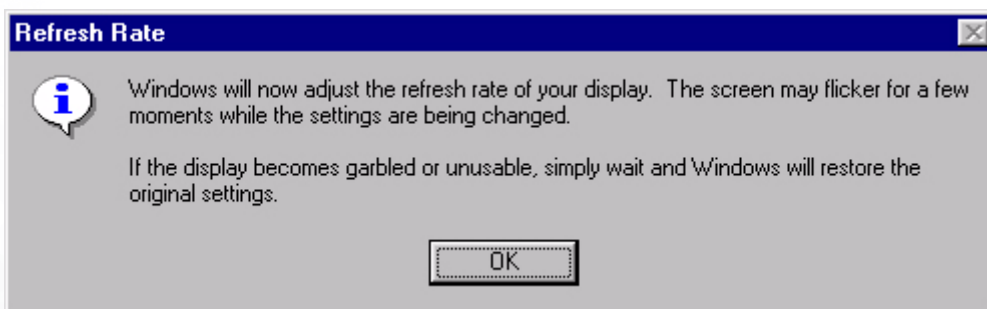 Refresh Rate
Windows will now adjust the refresh rate of your display.  The screen may flicker for a few
moments while the settings are being changed.
If the display becomes garbled or unusable, simply wait and Windows will restore the
original settings.
OK